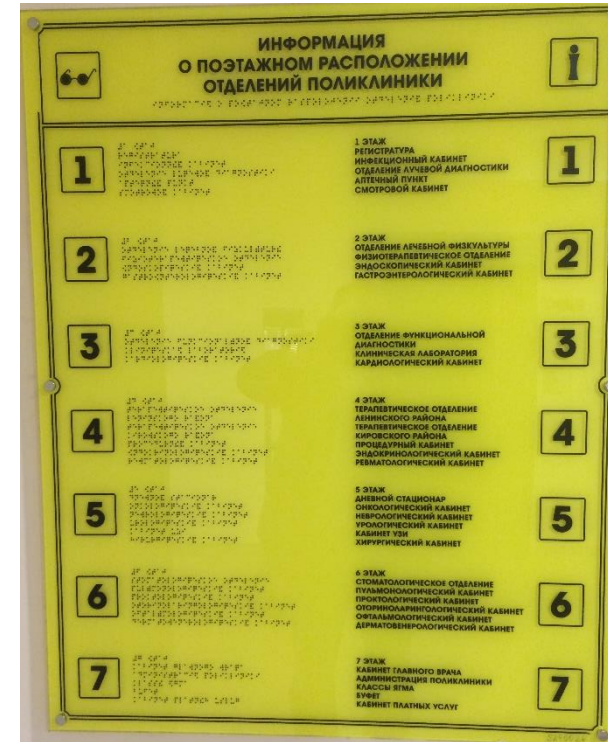 ИНФОРМАЦИЯ
О ПОЭТАЖНОМ РАСПОЛОЖЕНИИ
ОТДЕЛЕНИЙ ПОЛИКЛИНИКИ
i
1
1 ЭТАЖ
РЕГИСТРАТУРА
ИНФЕКЦИОННЫЙ КАБИНЕТ
ОТДЕЛЕНИЕ ЛУЧЕВОЙ ДИАГНОСТИКИ
АПТЕЧНЫЙ ПУНКТ
СМОТРОВОЙ КАБИНЕТ
1
2
2 ЭТАЖ
ОТДЕЛЕНИЕ ЛЕЧЕБНОЙ ФИЗКУЛЬТУРЫ
ФИЗИОТЕРАПЕВТИЧЕСКОЕ ОТДЕЛЕНИЕ
ЭНДОСКОПИЧЕСКИЙ КАБИНЕТ
ГАСТРОЭНТЕРОЛОГИЧЕСКИЙ КАБИНЕТ
2
3
3 ЭТАЖ
ОТДЕЛЕНИЕ ФУНКЦИОНАЛЬНОЙ
ДИАГНОСТИКИ
КЛИНИЧЕСКАЯ ЛАБОРАТОРИЯ
КАРДИОЛОГИЧЕСКИЙ КАБИНЕТ
3
4
4 ЭТАЖ
ТЕРАПЕВТИЧЕСКОЕ ОТДЕЛЕНИЕ
ЛЕНИНСКОГО РАЙОНА
ТЕРАПЕВТИЧЕСКОЕ ОТДЕЛЕНИЕ
КИРОВСКОГО РАЙОНА
ПРОЦЕДУРНЫЙ КАБИНЕТ
ЭНДОКРИНОЛОГИЧЕСКИЙ КАБИНЕТ
РЕВМАТОЛОГИЧЕСКИЙ КАБИНЕТ
4
5
5 ЭТАЖ
ДНЕВНОЙ СТАЦИОНАР
ОНКОЛОГИЧЕСКИЙ КАБИНЕТ
НЕВРОЛОГИЧЕСКИЙ КАБИНЕТ
УРОЛОГИЧЕСКИЙ КАБИНЕТ
КАБИНЕТ УЗИ
ХИРУРГИЧЕСКИЙ КАБИНЕТ
5
6
6 ЭТАЖ
СТОМАТОЛОГИЧЕСКОЕ ОТДЕЛЕНИЕ
ПУЛЬМОНОЛОГИЧЕСКИЙ КАБИНЕТ
ПРОКТОЛОГИЧЕСКИЙ КАБИНЕТ
ОТОРИНОЛАРИНГОЛОГИЧЕСКИЙ КАБИНЕТ
ОФТАЛЬМОЛОГИЧЕСКИЙ КАБИНЕТ
ДЕРМАТОВЕНЕРОЛОГИЧЕСКИЙ КАБИНЕТ
6
7
7 ЭТАЖ
КАБИНЕТ ГЛАВНОГО ВРАЧА
АДМИНИСТРАЦИЯ ПОЛИКЛИНИКИ
КЛАССЫ ЯГМА
БУФЕТ
КАБИНЕТ ПЛАТНЫХ УСЛУГ
7